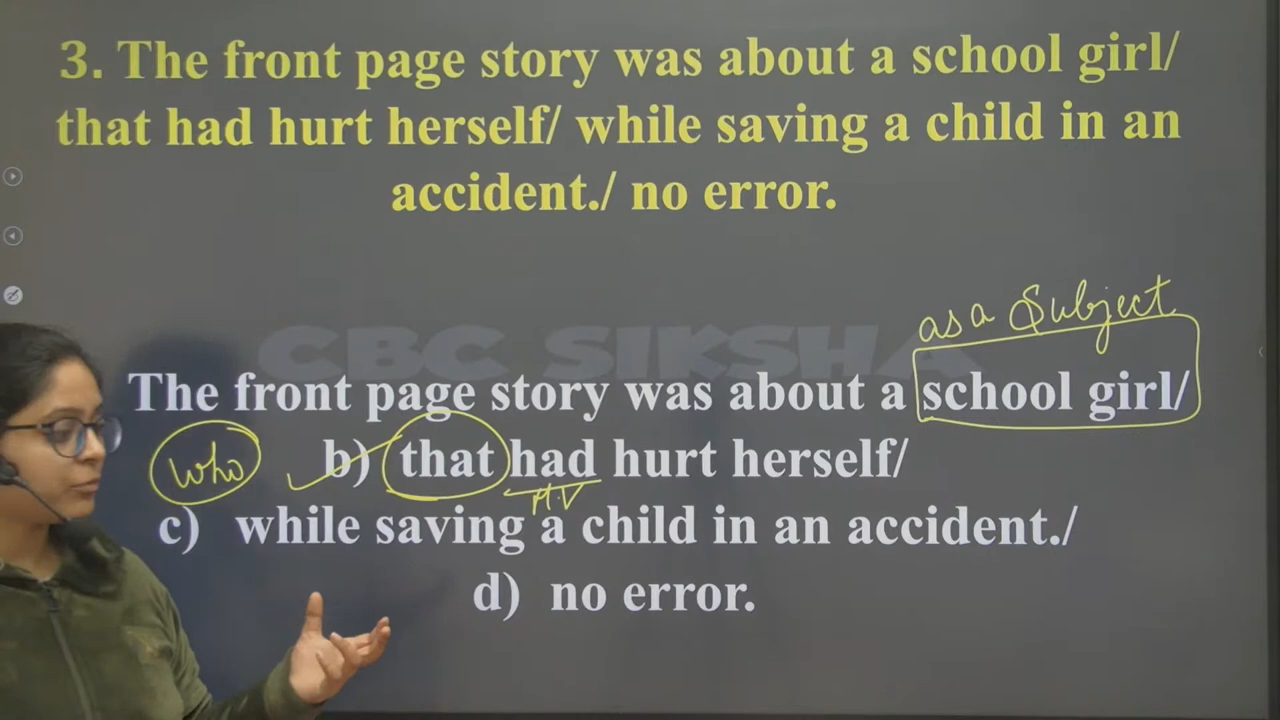 3. The front page story was about a school girl/
that had hurt herself/ while saving a child in an
accident./ no error.
CBC SIKSHA
as a Subject
The front page story was about a school girl/
who b) that had hurt herself/
H.V
c) while saving a child in an accident./
d) no error.